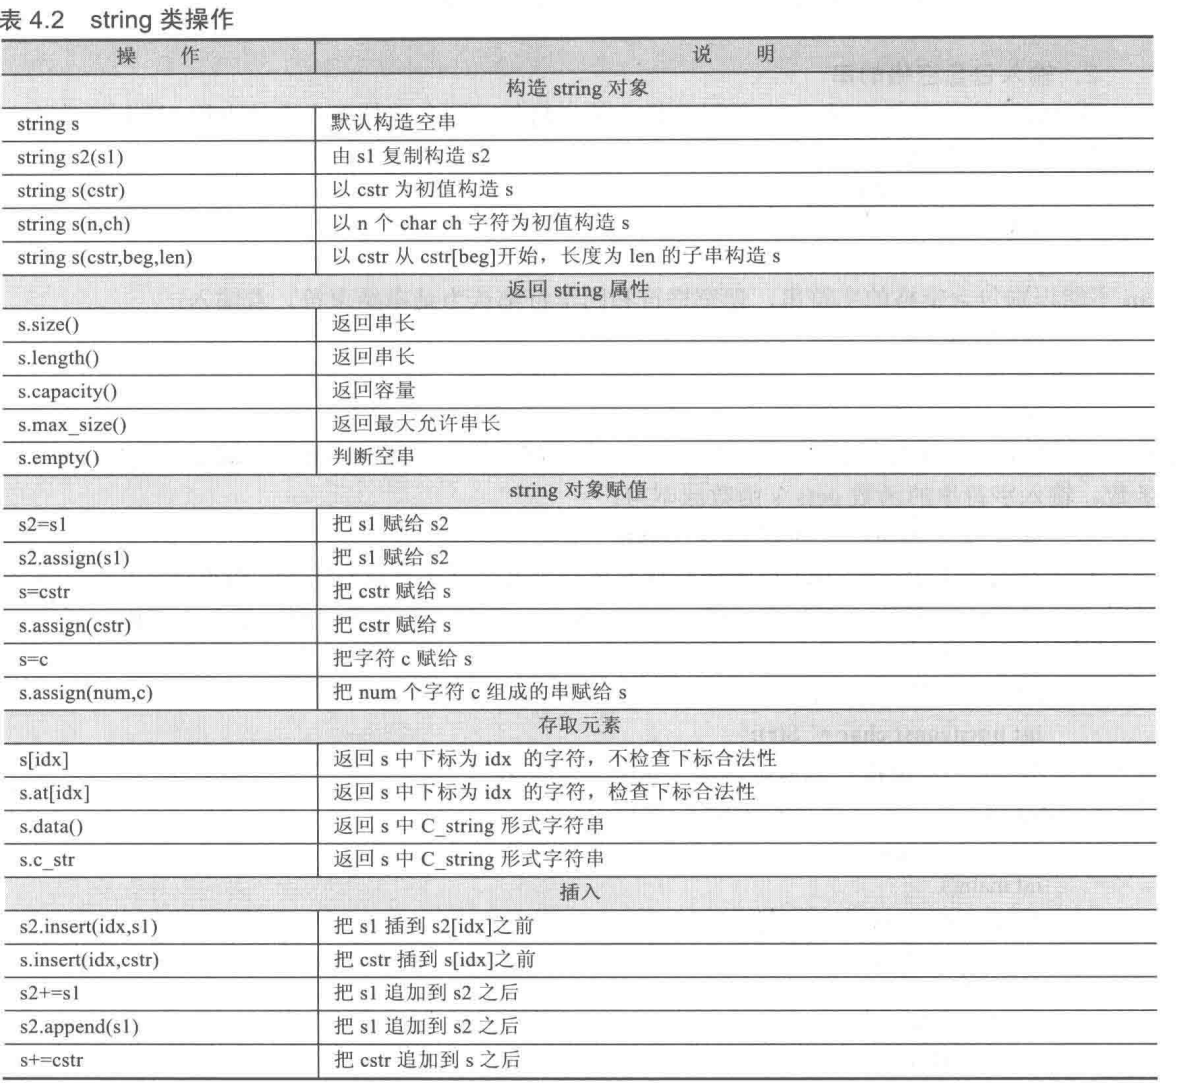 表 4.2 string 类操作
操 作 说 明
构造 string 对象
string s 默认构造空串
string s2(s1) 由 s1 复制构造 s2
string s(cstr) 以 cstr 为初值构造 s
string s(n,ch) 以 n 个 char ch 字符为初值构造 s
string s(cstr,beg,len) 以 cstr 从 cstr[beg]开始，长度为 len 的子串构造 s
返回 string 属性
s.size() 返回串长
s.length() 返回串长
s.capacity() 返回容量
s.max_size() 返回最大允许串长
s.empty() 判断空串
string 对象赋值
s2=s1 把 s1 赋给 s2
s2.assign(s1) 把 s1 赋给 s2
s=cstr 把 cstr 赋给 s
s.assign(cstr) 把 cstr 赋给 s
s=c 把字符 c 赋给 s
s.assign(num,c) 把 num 个字符 c 组成的串赋给 s
存取元素
s[idx] 返回 s 中下标为 idx 的字符，不检查下标合法性
s.at[idx] 返回 s 中下标为 idx 的字符，检查下标合法性
s.data() 返回 s 中 C_string 形式字符串
s.c_str 返回 s 中 C_string 形式字符串
插入
s2.insert(idx,s1) 把 s1 插到 s2[idx]之前
s.insert(idx,cstr) 把 cstr 插到 s[idx]之前
s2+=s1 把 s1 追加到 s2 之后
s2.append(s1) 把 s1 追加到 s2 之后
s+=cstr 把 cstr 追加到 s 之后